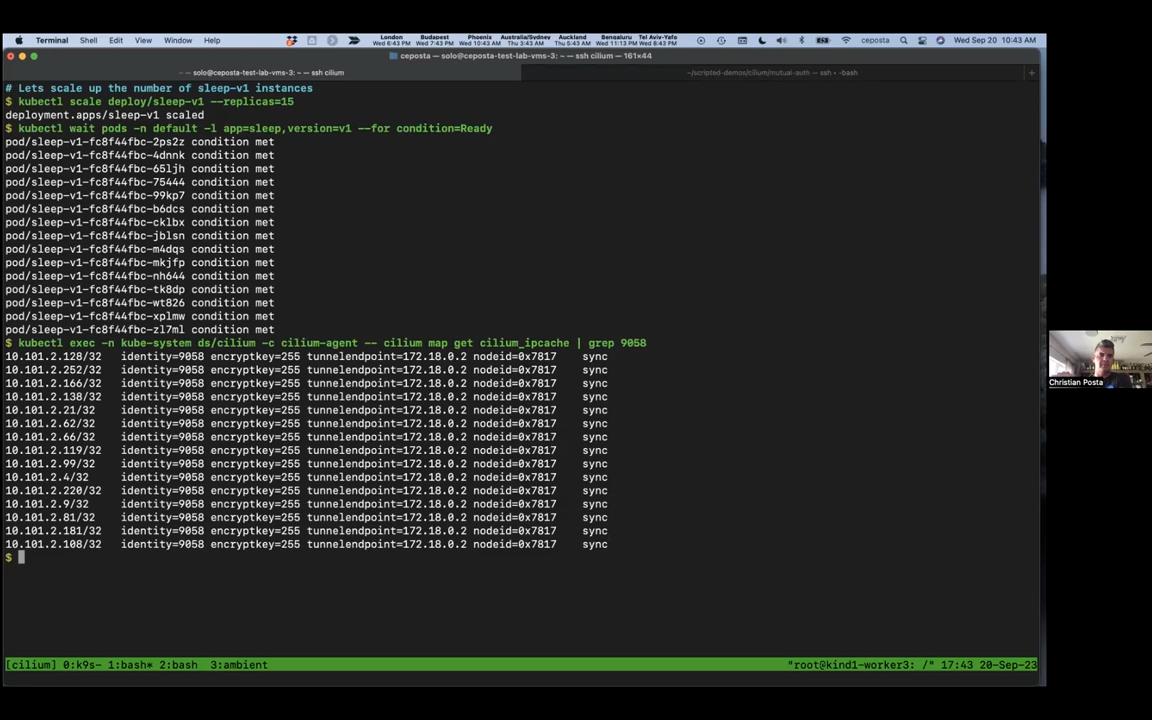 Terminal Shell Edit View Window Help
London Budapest Phoenix Australia/Sydney Auckland Bengaluru Tel Aviv-Yafo
Wed 6:43 PM Wed 7:43 PM Wed 10:43 AM Thu 3:43 AM Thu 5:43 AM Wed 11:13 PM Wed 8:43 PM
ceposta Wed Sep 20 10:43 AM
ceposta — solo@ceposta-test-lab-vms-3: ~ — ssh cilium — 161×44
~ — solo@ceposta-test-lab-vms-3: ~ — ssh cilium
~/scripted-demos/cilium/mutual-auth — ssh • -bash
# Lets scale up the number of sleep-v1 instances
$ kubectl scale deploy/sleep-v1 --replicas=15
deployment.apps/sleep-v1 scaled
$ kubectl wait pods -n default -l app=sleep,version=v1 --for condition=Ready
pod/sleep-v1-fc8f44fbc-2ps2z condition met
pod/sleep-v1-fc8f44fbc-4dnnk condition met
pod/sleep-v1-fc8f44fbc-65ljh condition met
pod/sleep-v1-fc8f44fbc-75444 condition met
pod/sleep-v1-fc8f44fbc-99kp7 condition met
pod/sleep-v1-fc8f44fbc-b6dcs condition met
pod/sleep-v1-fc8f44fbc-cklbx condition met
pod/sleep-v1-fc8f44fbc-jblsn condition met
pod/sleep-v1-fc8f44fbc-m4dqs condition met
pod/sleep-v1-fc8f44fbc-mkjfp condition met
pod/sleep-v1-fc8f44fbc-nh644 condition met
pod/sleep-v1-fc8f44fbc-tk8dp condition met
pod/sleep-v1-fc8f44fbc-wt826 condition met
pod/sleep-v1-fc8f44fbc-xplmw condition met
pod/sleep-v1-fc8f44fbc-zl7ml condition met
$ kubectl exec -n kube-system ds/cilium -c cilium-agent -- cilium map get cilium_ipcache | grep 9058
10.101.2.128/32 identity=9058 encryptkey=255 tunnelendpoint=172.18.0.2 nodeid=0x7817 sync
10.101.2.252/32 identity=9058 encryptkey=255 tunnelendpoint=172.18.0.2 nodeid=0x7817 sync
10.101.2.166/32 identity=9058 encryptkey=255 tunnelendpoint=172.18.0.2 nodeid=0x7817 sync
10.101.2.138/32 identity=9058 encryptkey=255 tunnelendpoint=172.18.0.2 nodeid=0x7817 sync
10.101.2.21/32 identity=9058 encryptkey=255 tunnelendpoint=172.18.0.2 nodeid=0x7817 sync
10.101.2.62/32 identity=9058 encryptkey=255 tunnelendpoint=172.18.0.2 nodeid=0x7817 sync
10.101.2.66/32 identity=9058 encryptkey=255 tunnelendpoint=172.18.0.2 nodeid=0x7817 sync
10.101.2.119/32 identity=9058 encryptkey=255 tunnelendpoint=172.18.0.2 nodeid=0x7817 sync
10.101.2.99/32 identity=9058 encryptkey=255 tunnelendpoint=172.18.0.2 nodeid=0x7817 sync
10.101.2.4/32 identity=9058 encryptkey=255 tunnelendpoint=172.18.0.2 nodeid=0x7817 sync
10.101.2.220/32 identity=9058 encryptkey=255 tunnelendpoint=172.18.0.2 nodeid=0x7817 sync
10.101.2.9/32 identity=9058 encryptkey=255 tunnelendpoint=172.18.0.2 nodeid=0x7817 sync
10.101.2.81/32 identity=9058 encryptkey=255 tunnelendpoint=172.18.0.2 nodeid=0x7817 sync
10.101.2.181/32 identity=9058 encryptkey=255 tunnelendpoint=172.18.0.2 nodeid=0x7817 sync
10.101.2.108/32 identity=9058 encryptkey=255 tunnelendpoint=172.18.0.2 nodeid=0x7817 sync
$
[cilium] 0:k9s- 1:bash* 2:bash 3:ambient "root@kind1-worker3: /" 17:43 20-Sep-23
Christian Posta